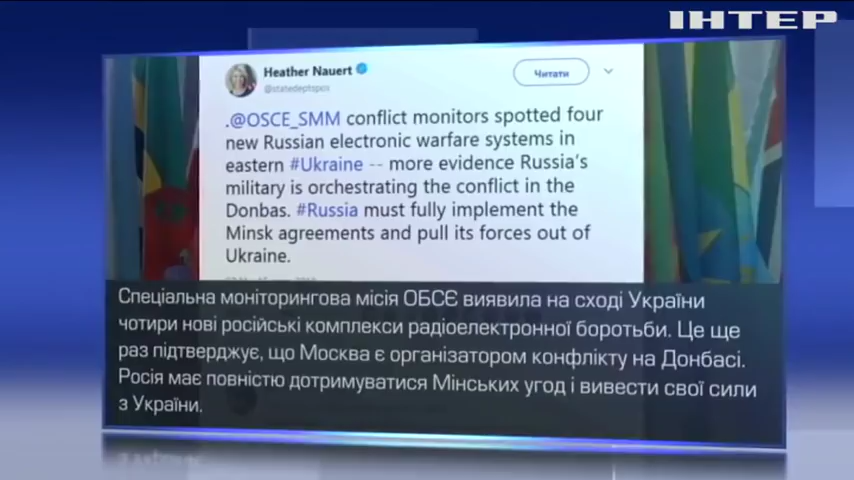 ІНТЕР
Heather Nauert
@statedeptspox
Читати
.@OSCE_SMM conflict monitors spotted four
new Russian electronic warfare systems in
eastern #Ukraine -- more evidence Russia's
military is orchestrating the conflict in the
Donbas. #Russia must fully implement the
Minsk agreements and pull its forces out of
Ukraine.
Спеціальна моніторингова місія ОБСЄ виявила на сході України
чотири нові російські комплекси радіоелектронної боротьби. Це ще
раз підтверджує, що Москва є організатором конфлікту на Донбасі.
Росія має повністю дотримуватися Мінських угод і вивести свої сили
з України.